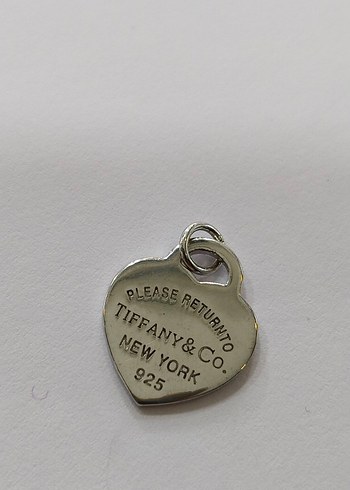 PLEASE RETURN TO
TIFFANY & CO.
NEW YORK
925